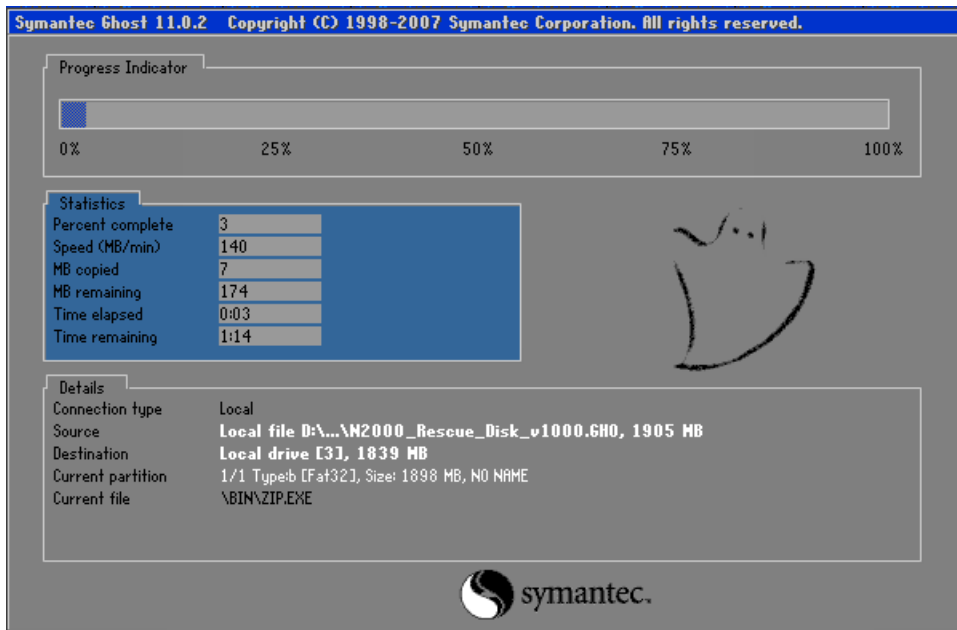 Symantec Ghost 11.0.2 Copyright (C) 1998-2007 Symantec Corporation. All rights reserved.
Progress Indicator
0% 25% 50% 75% 100%
Statistics
Percent complete 3
Speed (MB/min) 140
MB copied 7
MB remaining 174
Time elapsed 0:03
Time remaining 1:14
Details
Connection type Local
Source Local file D:\...\N2000_Rescue_Disk_v1000.GHO, 1905 MB
Destination Local drive [3], 1839 MB
Current partition 1/1 Type:b [Fat32], Size: 1898 MB, NO NAME
Current file \BIN\ZIP.EXE
symantec.